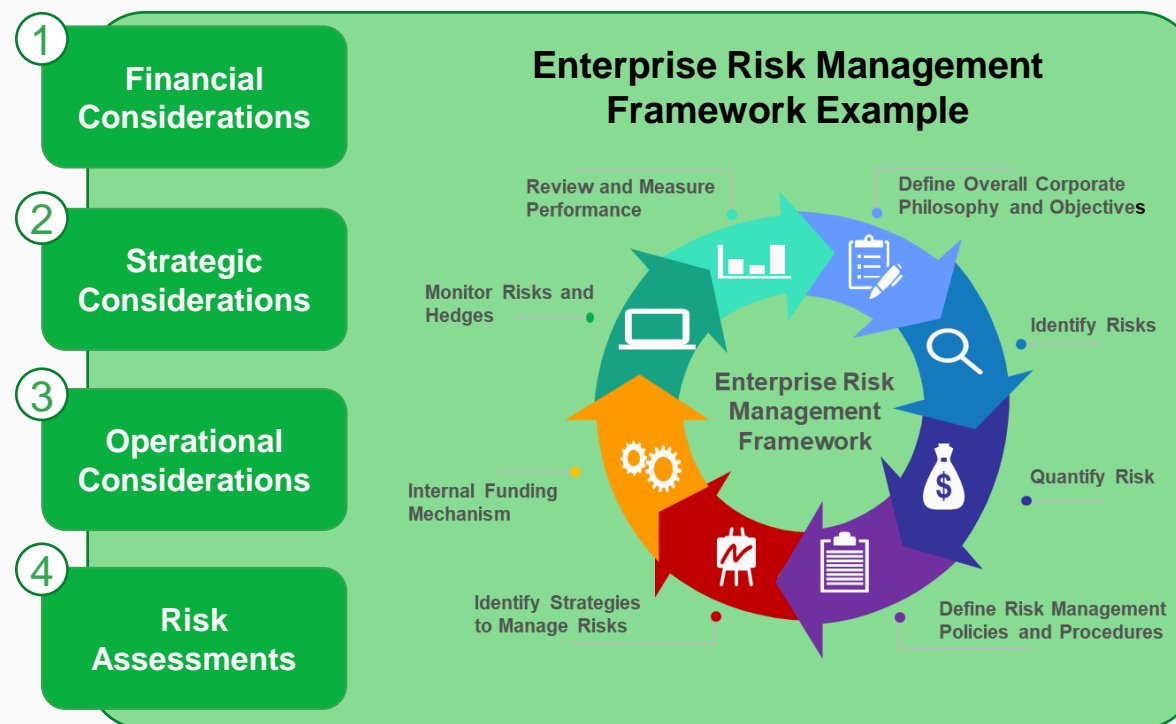 1
Financial
Considerations
2
Strategic
Considerations
3
Operational
Considerations
4
Risk
Assessments
Enterprise Risk Management
Framework Example
Review and Measure
Performance
Define Overall Corporate
Philosophy and Objectives
Monitor Risks and
Hedges
Identify Risks
Enterprise Risk
Management
Framework
$
Quantify Risk
Internal Funding
Mechanism
Identify Strategies
to Manage Risks
Define Risk Management
Policies and Procedures